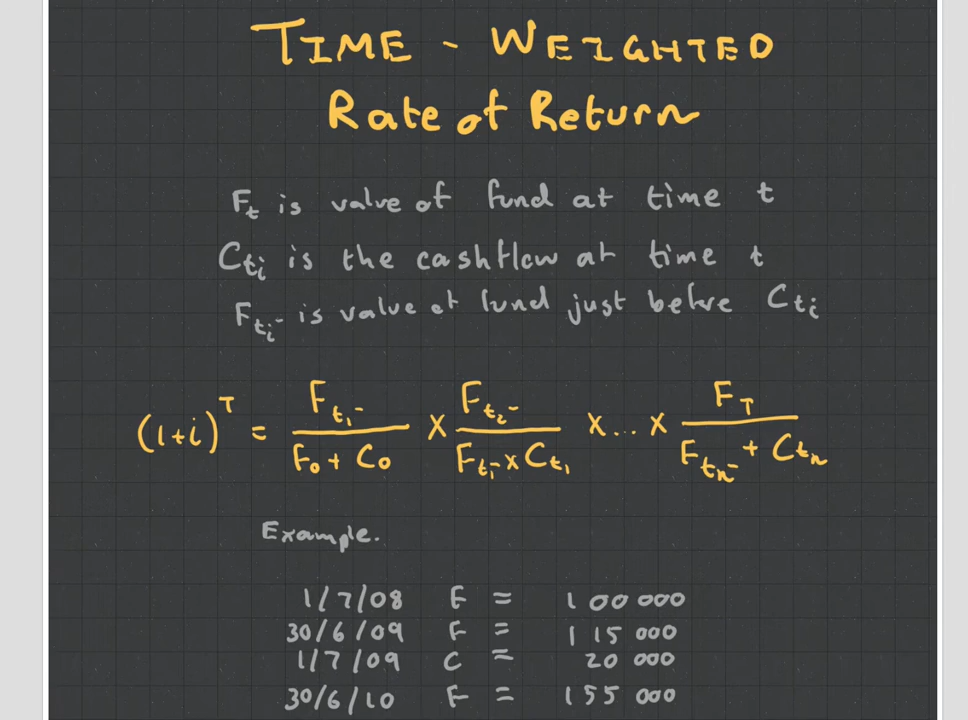 TIME - WEIGHTED
Rate of Return
Ft is value of fund at time t
Cti is the cashflow at time t
Fti- is value of fund just before Cti
(1+i)^T = Ft1- / (F0 + C0) × Ft2- / (Ft1- × Ct1) × ... × FT / (Ftn- + Ctn)
Example.
1/7/08 F = 100 000
30/6/09 F = 115 000
1/7/09 C = 20 000
30/6/10 F = 155 000